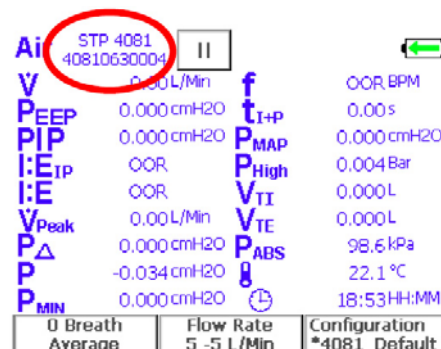 Air STP 4081
40810630004
V̇ 0.00 L/Min f OOR BPM
PEEP 0.000 cmH2O tI+P 0.00 s
PIP 0.000 cmH2O PMAP 0.000 cmH2O
I:EIP OOR PHigh 0.004 Bar
I:E OOR VTI 0.000 L
V̇Peak 0.00 L/Min VTE 0.000 L
P△ 0.000 cmH2O PABS 98.6 kPa
P -0.034 cmH2O 22.1 °C
PMIN 0.000 cmH2O 18:53 HH:MM
0 Breath Flow Rate Configuration
Average 5 -5 L/Min *4081 Default